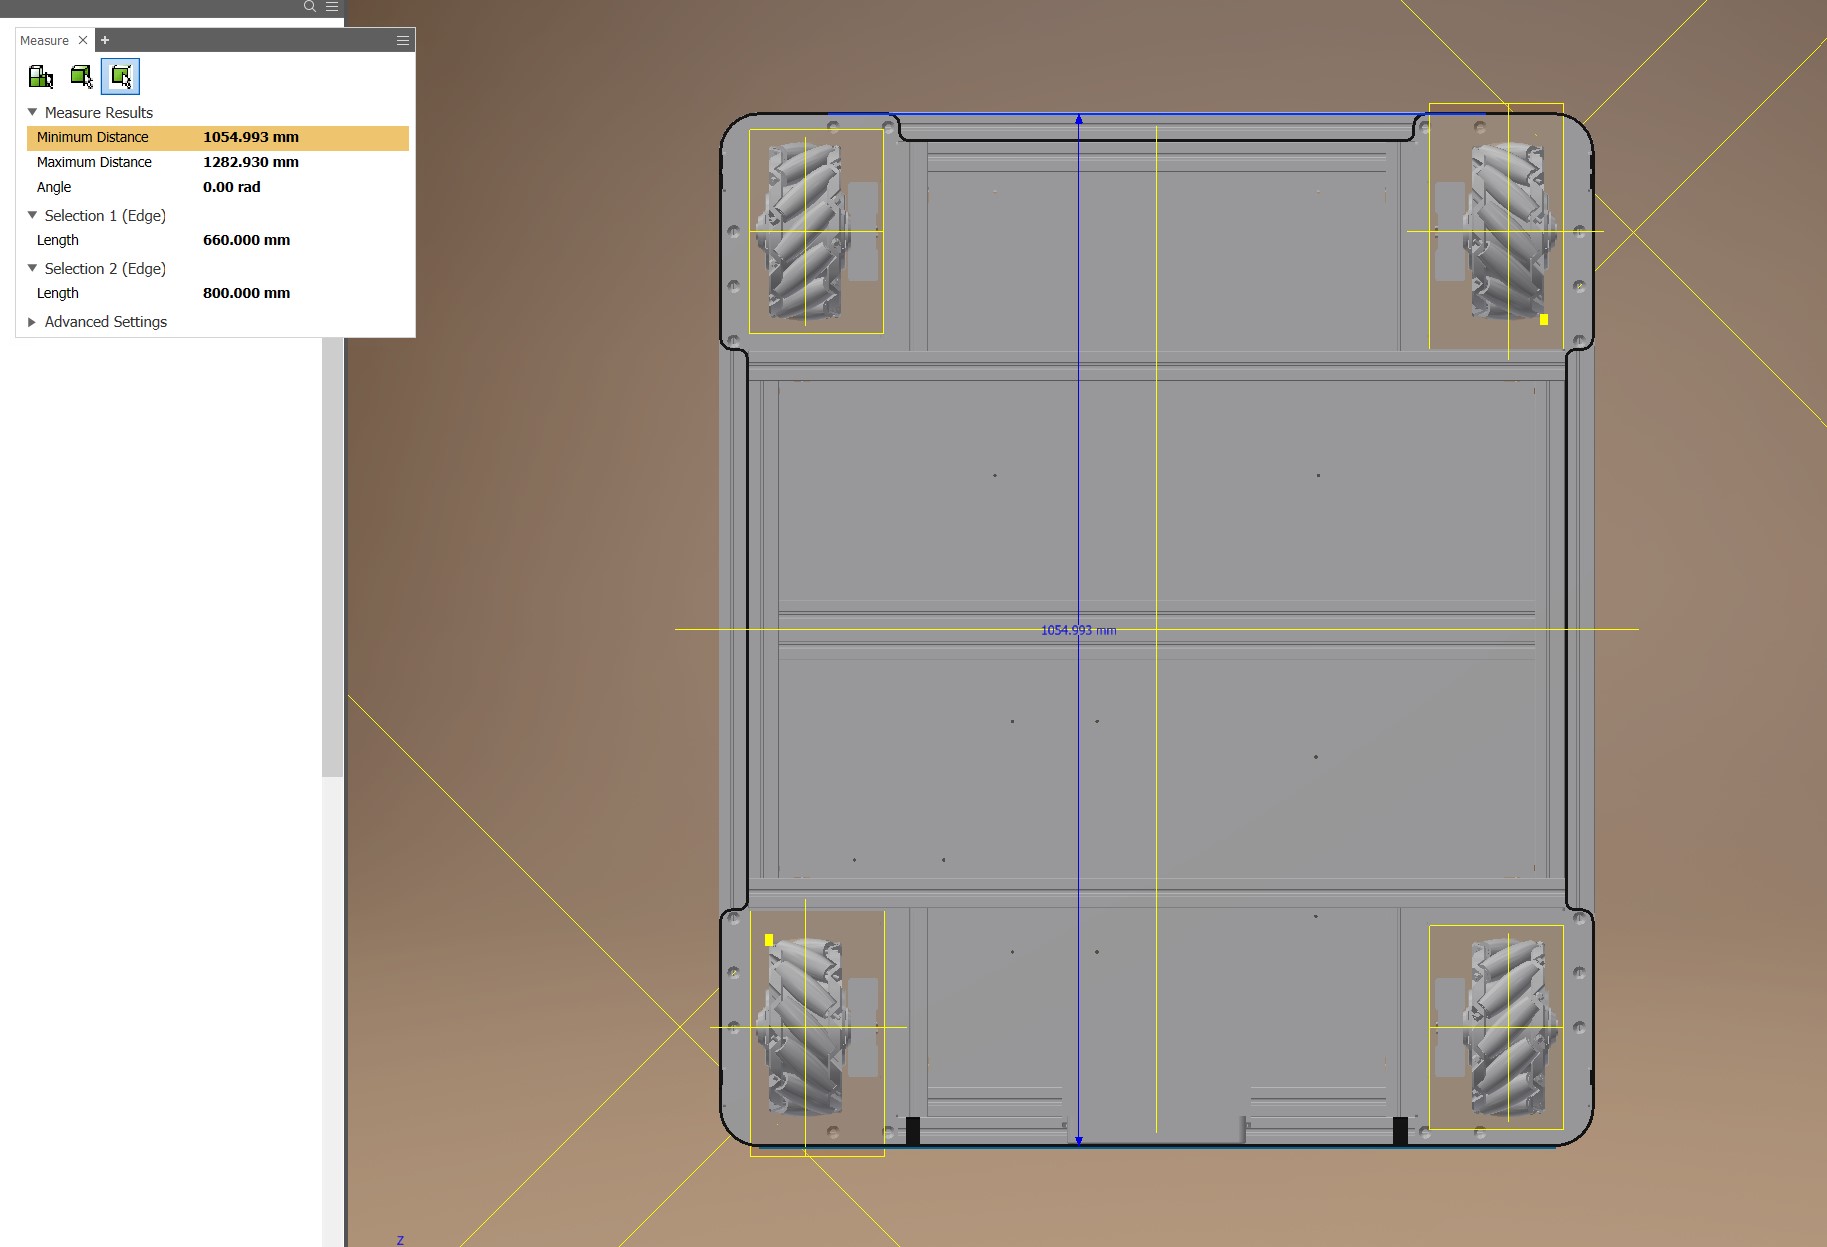 Measure
Measure Results
Minimum Distance 1054.993 mm
Maximum Distance 1282.930 mm
Angle 0.00 rad
Selection 1 (Edge)
Length 660.000 mm
Selection 2 (Edge)
Length 800.000 mm
Advanced Settings
1054.993 mm
Z